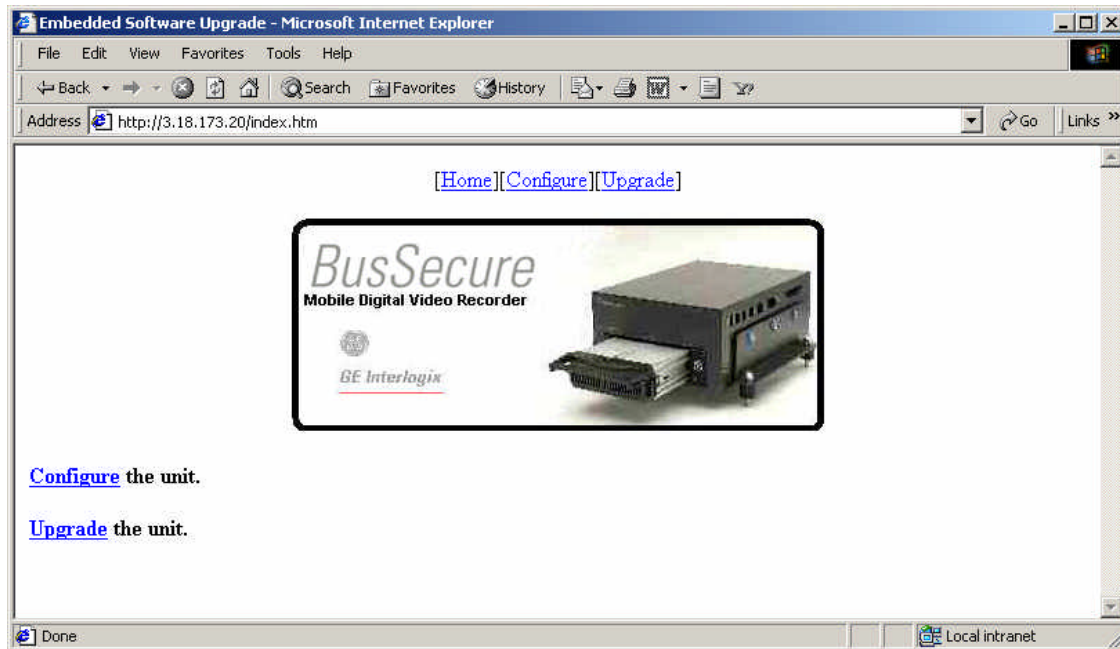 Embedded Software Upgrade - Microsoft Internet Explorer
File Edit View Favorites Tools Help
Back Search Favorites History
Address http://3.18.173.20/index.htm Go Links »
[Home][Configure][Upgrade]
BusSecure
Mobile Digital Video Recorder
GE Interlogix
Configure the unit.
Upgrade the unit.
Done Local intranet